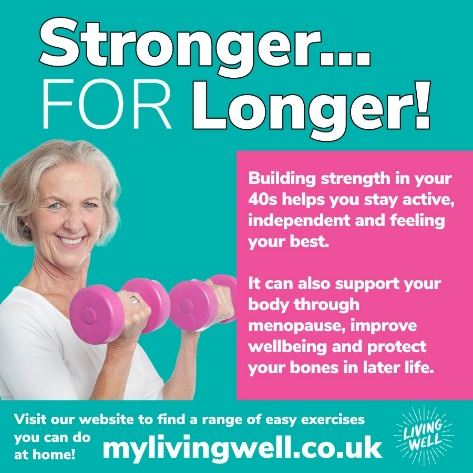 Stronger...
FOR Longer!
Building strength in your
40s helps you stay active,
independent and feeling
your best.
It can also support your
body through
menopause, improve
wellbeing and protect
your bones in later life.
Visit our website to find a range of easy exercises
you can do
at home!
mylivingwell.co.uk
LIVING
WELL